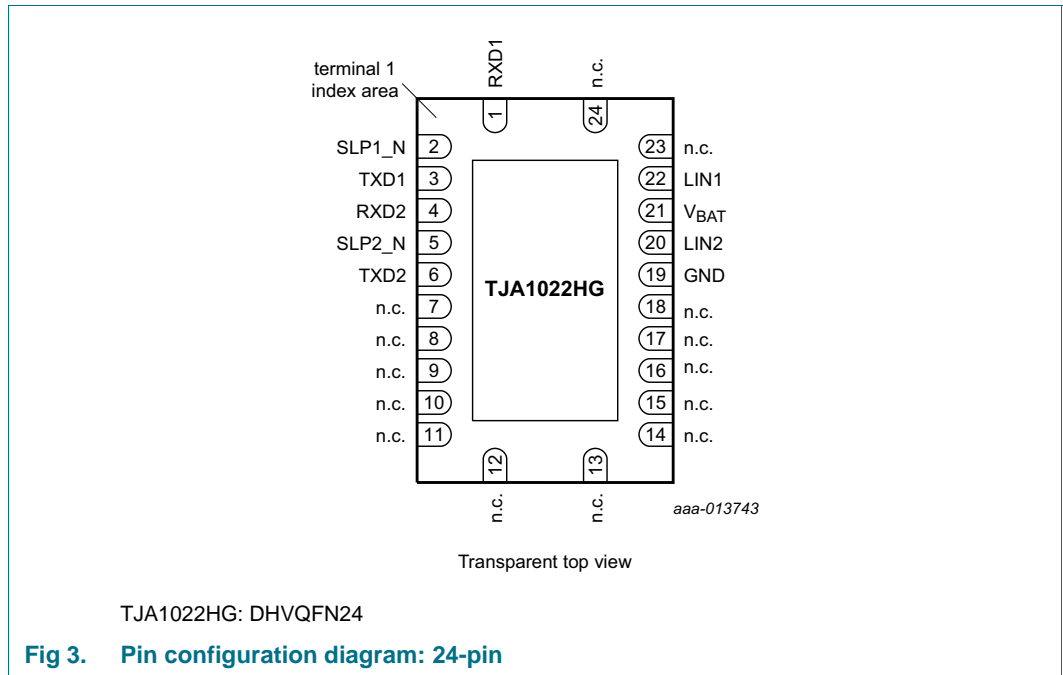 terminal 1
index area
RXD1
n.c.
1
24
SLP1_N 2
TXD1 3
RXD2 4
SLP2_N 5
TXD2 6
n.c. 7
n.c. 8
n.c. 9
n.c. 10
n.c. 11
TJA1022HG
23 n.c.
22 LIN1
21 VBAT
20 LIN2
19 GND
18 n.c.
17 n.c.
16 n.c.
15 n.c.
14 n.c.
12
13
n.c.
n.c.
aaa-013743
Transparent top view
TJA1022HG: DHVQFN24
Fig 3. Pin configuration diagram: 24-pin